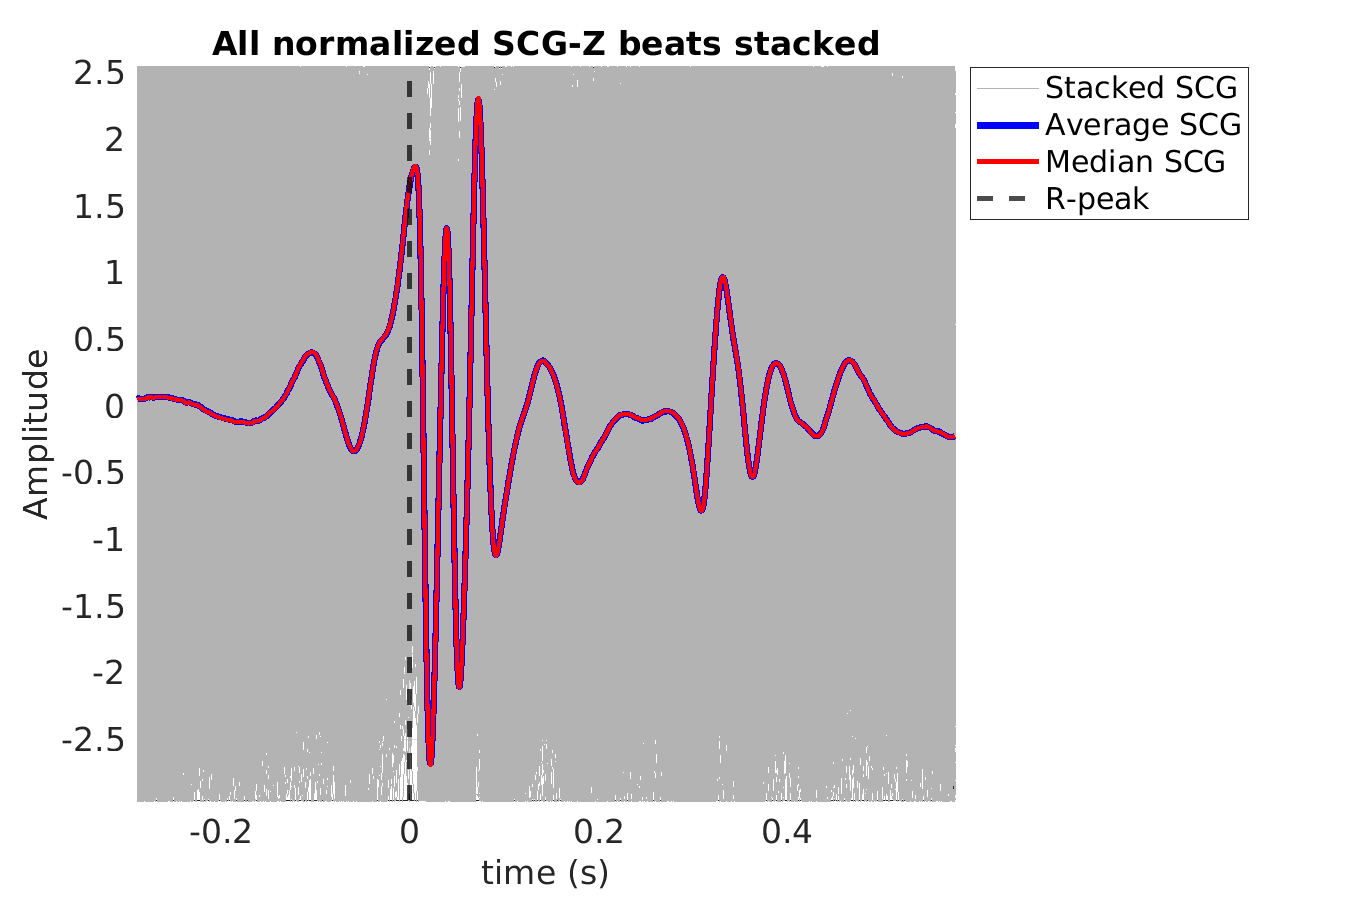 All normalized SCG-Z beats stacked
2.5
2
1.5
1
0.5
0
-0.5
-1
-1.5
-2
-2.5
Amplitude
-0.2
0
0.2
0.4
time (s)
Stacked SCG
Average SCG
Median SCG
R-peak